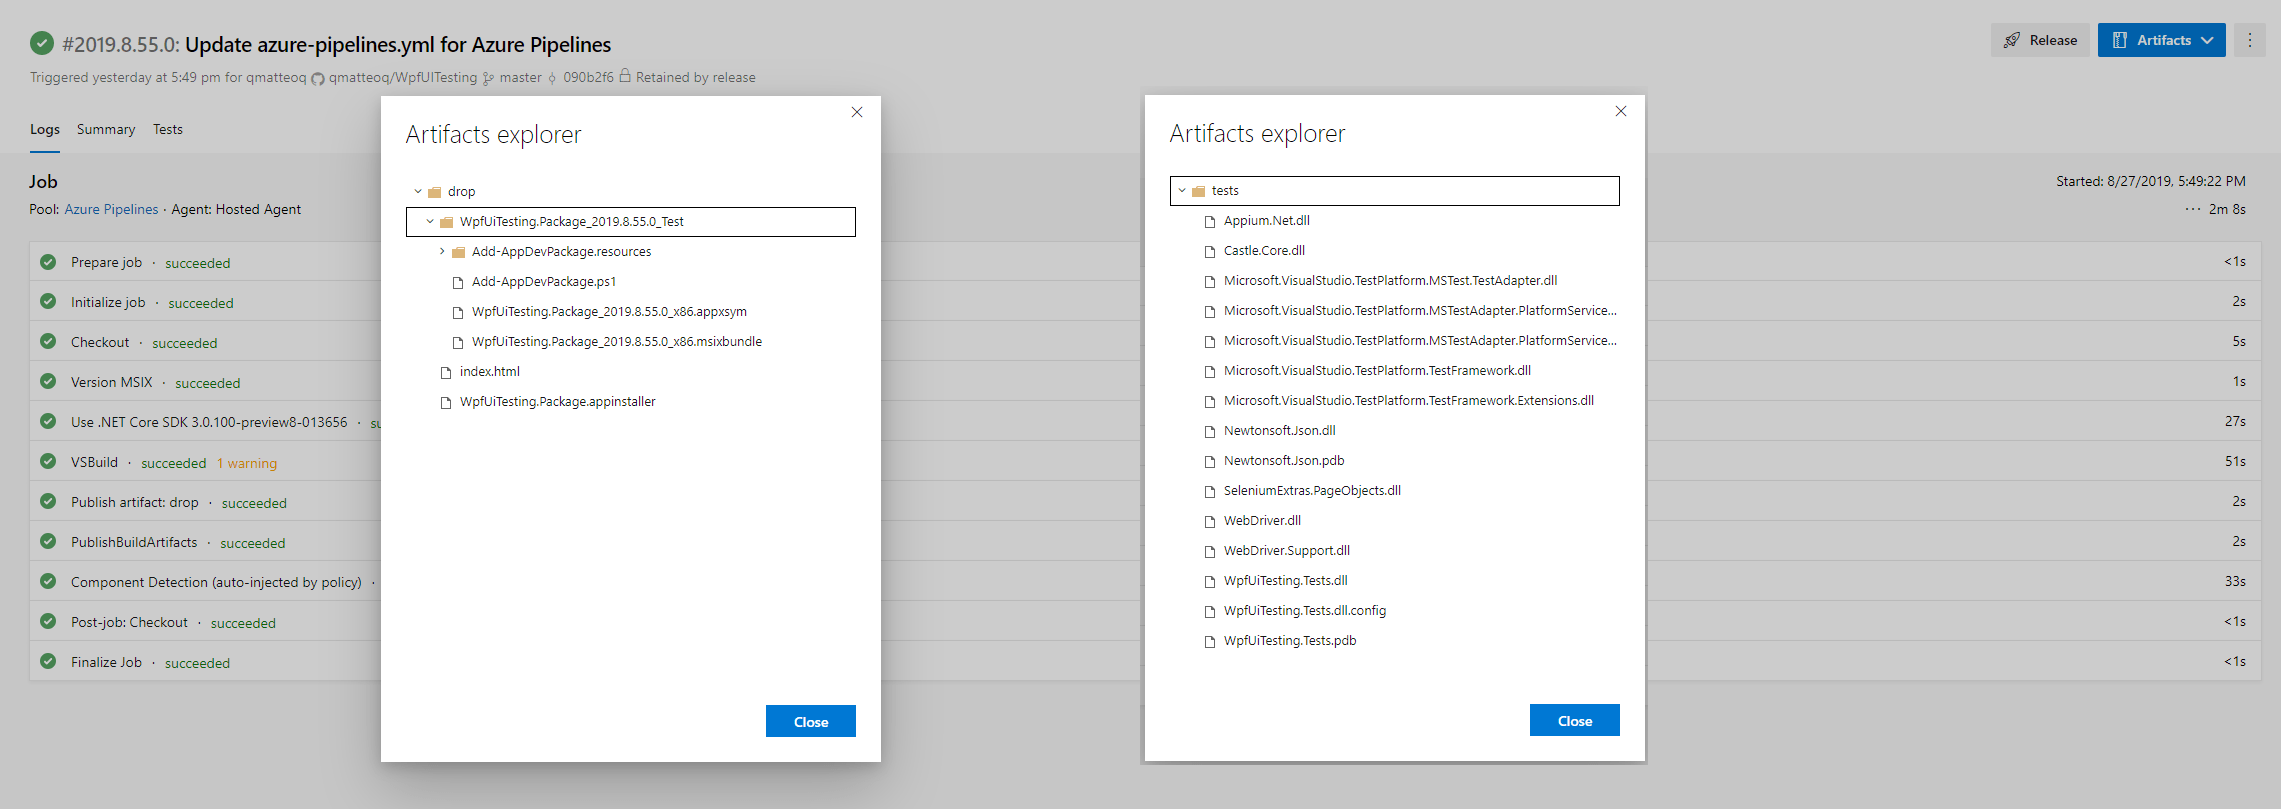 #2019.8.55.0: Update azure-pipelines.yml for Azure Pipelines
Triggered yesterday at 5:49 pm for qmatteoq qmatteoq/WpfUITesting master 090b2f6 Retained by release
Release
Artifacts
Logs Summary Tests
Job
Pool: Azure Pipelines · Agent: Hosted Agent
Started: 8/27/2019, 5:49:22 PM
··· 2m 8s
Prepare job · succeeded <1s
Initialize job · succeeded 2s
Checkout · succeeded 5s
Version MSIX · succeeded 1s
Use .NET Core SDK 3.0.100-preview8-013656 · 27s
VSBuild · succeeded 1 warning 51s
Publish artifact: drop · succeeded 2s
PublishBuildArtifacts · succeeded 2s
Component Detection (auto-injected by policy) · 33s
Post-job: Checkout · succeeded <1s
Finalize Job · succeeded <1s
Artifacts explorer
drop
WpfUiTesting.Package_2019.8.55.0_Test
Add-AppDevPackage.resources
Add-AppDevPackage.ps1
WpfUiTesting.Package_2019.8.55.0_x86.appxsym
WpfUiTesting.Package_2019.8.55.0_x86.msixbundle
index.html
WpfUiTesting.Package.appinstaller
Close
Artifacts explorer
tests
Appium.Net.dll
Castle.Core.dll
Microsoft.VisualStudio.TestPlatform.MSTest.TestAdapter.dll
Microsoft.VisualStudio.TestPlatform.MSTestAdapter.PlatformService...
Microsoft.VisualStudio.TestPlatform.MSTestAdapter.PlatformService...
Microsoft.VisualStudio.TestPlatform.TestFramework.dll
Microsoft.VisualStudio.TestPlatform.TestFramework.Extensions.dll
Newtonsoft.Json.dll
Newtonsoft.Json.pdb
SeleniumExtras.PageObjects.dll
WebDriver.dll
WebDriver.Support.dll
WpfUiTesting.Tests.dll
WpfUiTesting.Tests.dll.config
WpfUiTesting.Tests.pdb
Close